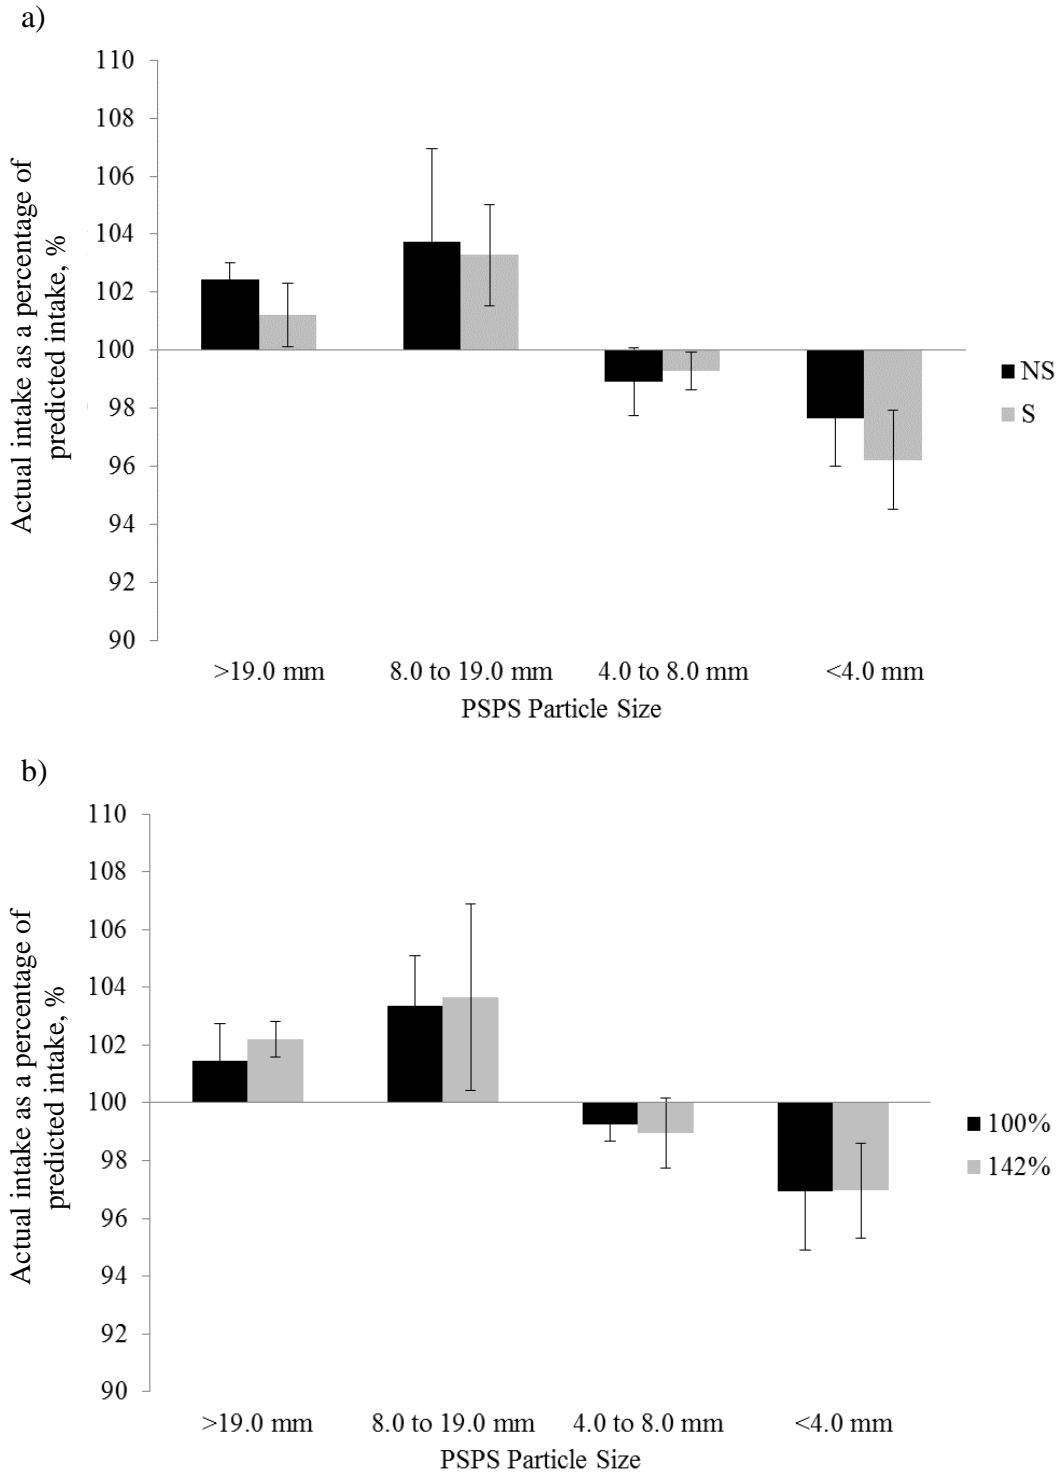 a)
110
108
106
104
102
100
98
96
94
92
90
Actual intake as a percentage of
predicted intake, %
>19.0 mm 8.0 to 19.0 mm 4.0 to 8.0 mm <4.0 mm
PSPS Particle Size
NS
S
b)
110
108
106
104
102
100
98
96
94
92
90
Actual intake as a percentage of
predicted intake, %
>19.0 mm 8.0 to 19.0 mm 4.0 to 8.0 mm <4.0 mm
PSPS Particle Size
100%
142%